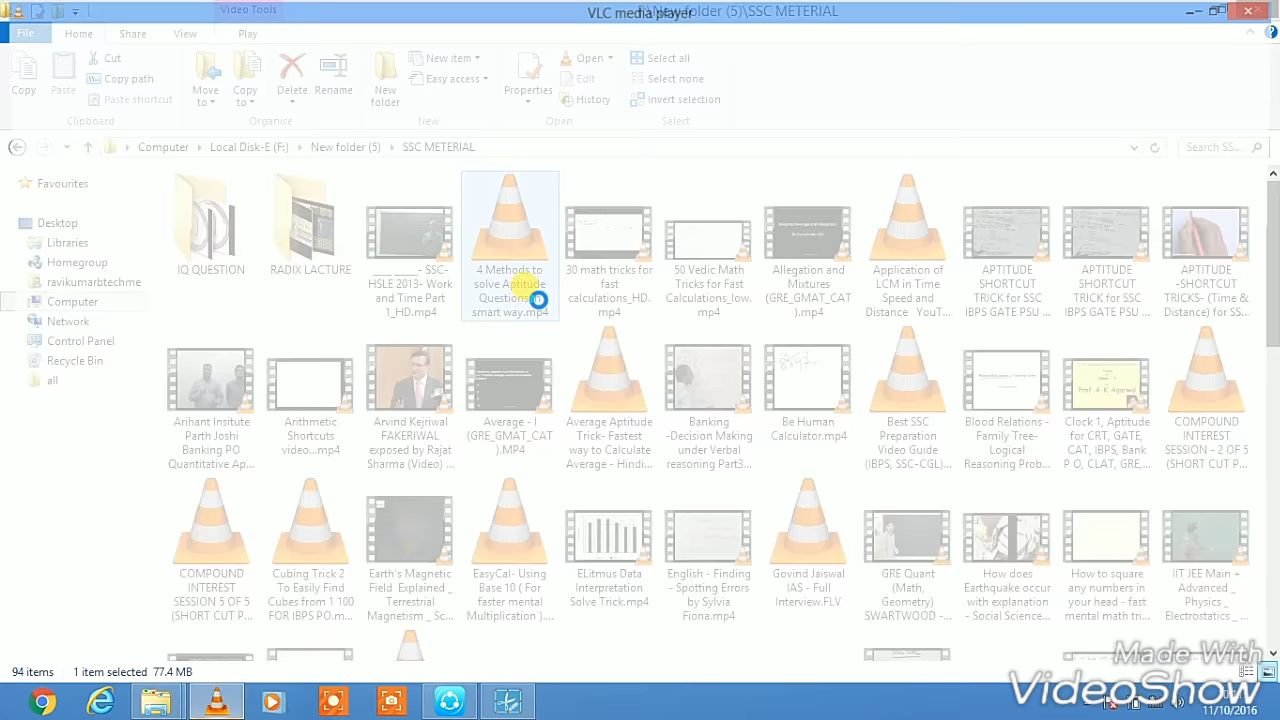 Video Tools
VLC media player
New folder (5)\SSC METERIAL
File Home Share View Play
Copy
Paste
Cut
Copy path
Paste shortcut
Clipboard
Move to
Copy to
Delete
Rename
Organise
New folder
New item
Easy access
New
Properties
Open
Edit
History
Open
Select all
Select none
Invert selection
Select
Computer Local Disk-E (F:) New folder (5) SSC METERIAL
Search SS...
Favourites
Desktop
Libraries
Homegroup
ravikumarbtechme
Computer
Network
Control Panel
Recycle Bin
all
IQ QUESTION
RADIX LACTURE
____ _____ - SSC-
HSLE 2013- Work
and Time Part
1_HD.mp4
4 Methods to
solve Aptitude
Questions in
smart way.mp4
30 math tricks for
fast
calculations_HD.
mp4
50 Vedic Math
Tricks for Fast
Calculations_low.
mp4
Allegation and
Mixtures
(GRE_GMAT_CAT
).mp4
Application of
LCM in Time
Speed and
Distance YouT...
APTITUDE
SHORTCUT
TRICK for SSC
IBPS GATE PSU ...
APTITUDE
SHORTCUT
TRICK for SSC
IBPS GATE PSU ...
APTITUDE
-SHORTCUT
TRICKS- (Time &
Distance) for SS...
Arihant Insitute
Parth Joshi
Banking PO
Quantitative Ap...
Arithmetic
Shortcuts
video...mp4
Arvind Kejriwal
FAKERIWAL
exposed by Rajat
Sharma (Video) ...
Average - I
(GRE_GMAT_CAT
).MP4
Average Aptitude
Trick- Fastest
way to Calculate
Average - Hindi...
Banking
-Decision Making
under Verbal
reasoning Part3...
Be Human
Calculator.mp4
Best SSC
Preparation
Video Guide
(IBPS, SSC-CGL)...
Blood Relations -
Family Tree-
Logical
Reasoning Prob...
Clock 1, Aptitude
for CRT, GATE,
CAT, IBPS, Bank
P O, CLAT, GRE,...
COMPOUND
INTEREST
SESSION - 2 OF 5
(SHORT CUT P...
COMPOUND
INTEREST
SESSION 5 OF 5
(SHORT CUT P...
Cubing Trick 2
To Easily Find
Cubes from 1 100
FOR IBPS PO.m...
Earth's Magnetic
Field Explained _
Terrestrial
Magnetism _ Sc...
EasyCal- Using
Base 10 ( For
faster mental
Multiplication )....
ELitmus Data
Interpretation
Solve Trick.mp4
English - Finding
- Spotting Errors
by Sylvia
Fiona.mp4
Govind Jaiswal
IAS - Full
Interview.FLV
GRE Quant
(Math,
Geometry)
SWARTWOOD -...
How does
Earthquake occur
with explanation
- Social Science...
How to square
any numbers in
your head - fast
mental math tri...
IIT JEE Main +
Advanced _
Physics _
Electrostatics _ ...
94 items 1 item selected 77.4 MB
Made With
VideoShow
11/10/2016